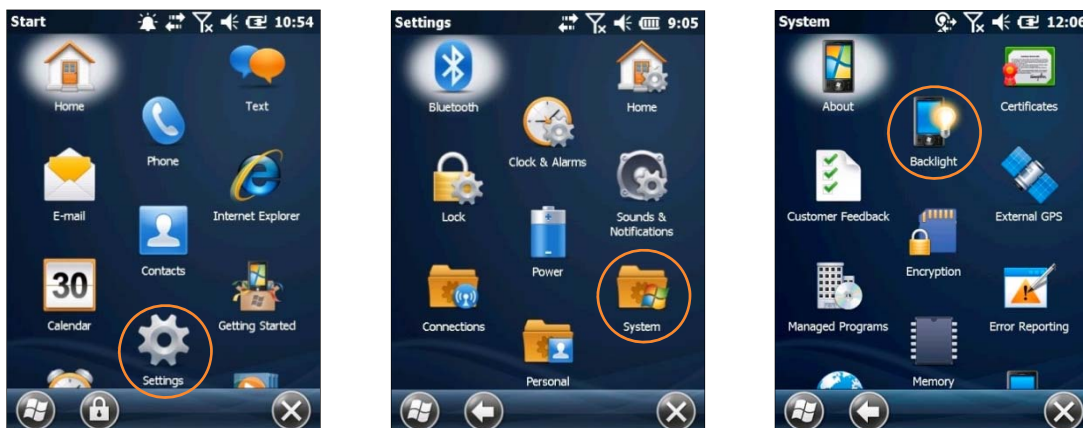 Start 10:54
Home
Text
Phone
E-mail
Internet Explorer
Contacts
30
Calendar
Getting Started
Settings
Settings 9:05
Bluetooth
Home
Clock & Alarms
Lock
Sounds &
Notifications
Power
Connections
System
Personal
System 12:06
About
Certificates
Backlight
Customer Feedback
External GPS
Encryption
Managed Programs
Error Reporting
Memory